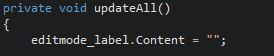 private void updateAll()
{
editmode_label.Content = "";